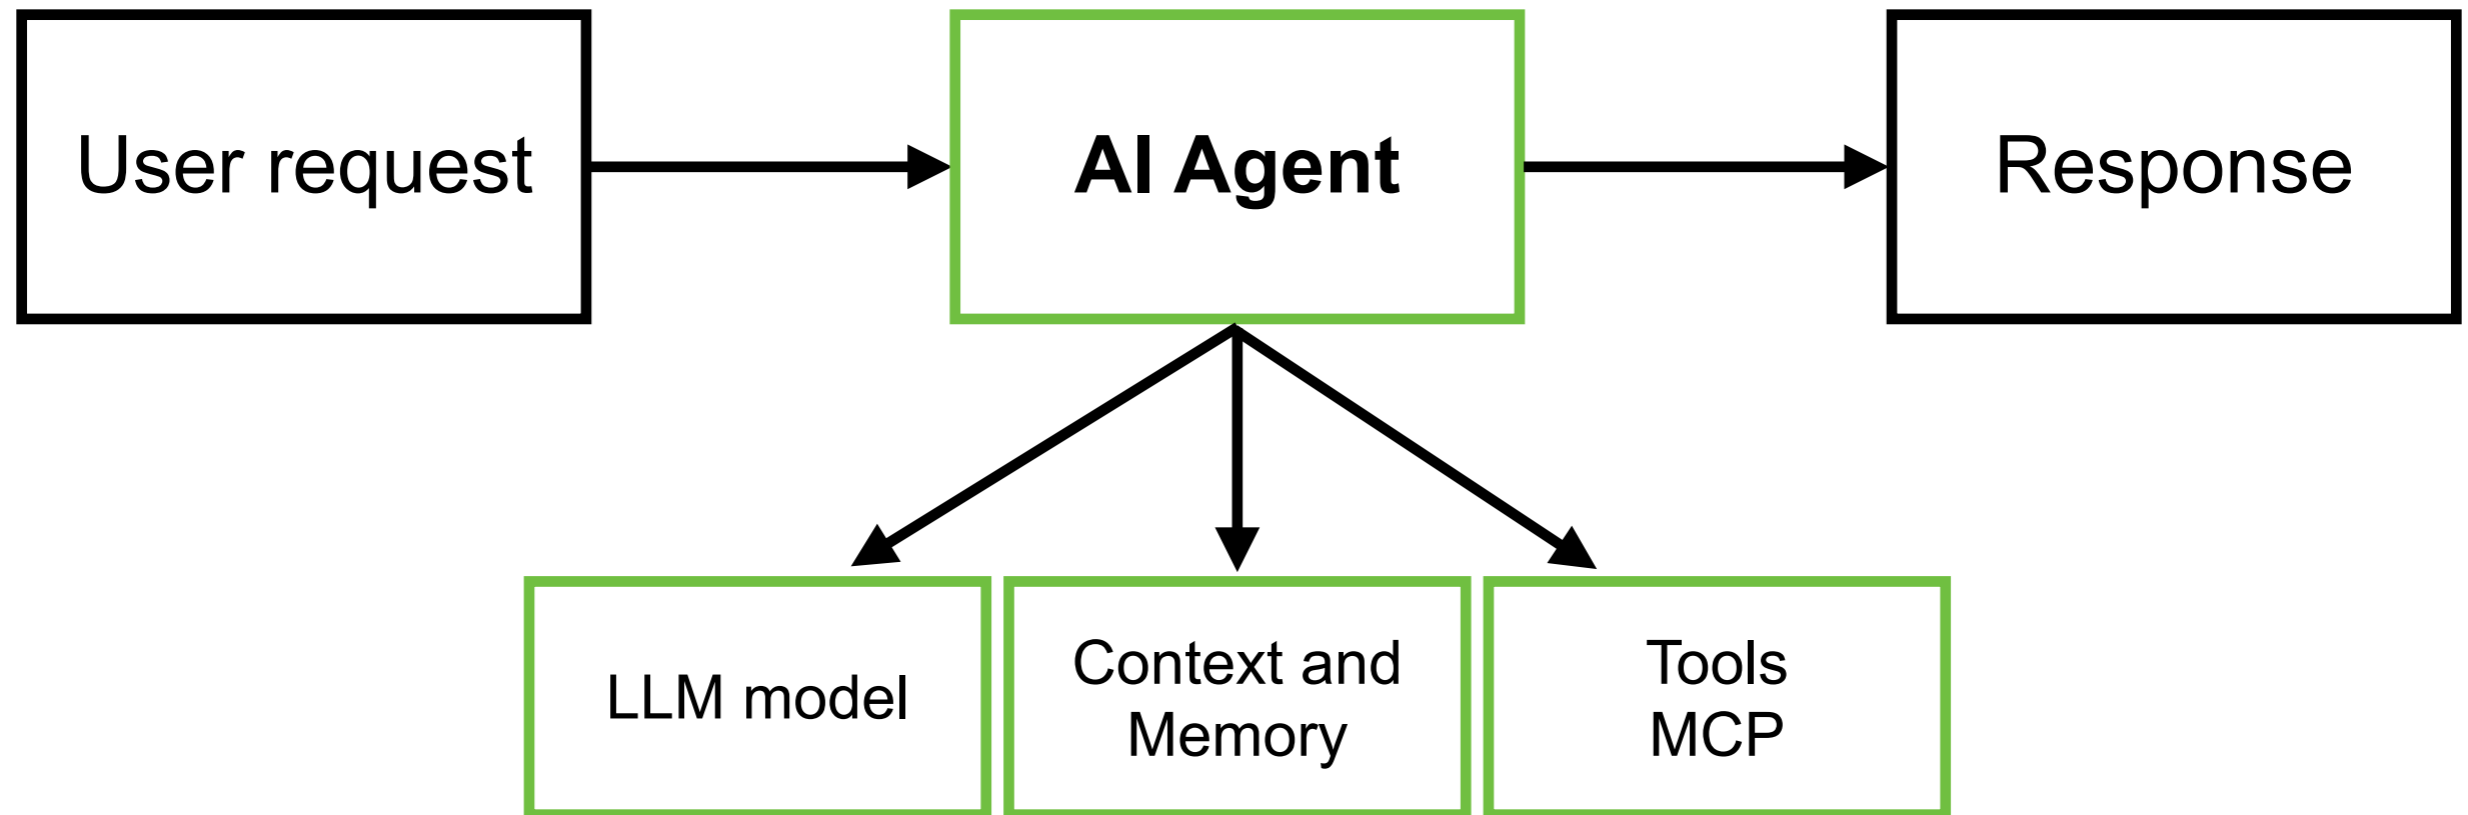 User request
AI Agent
Response
LLM model
Context and
Memory
Tools
MCP